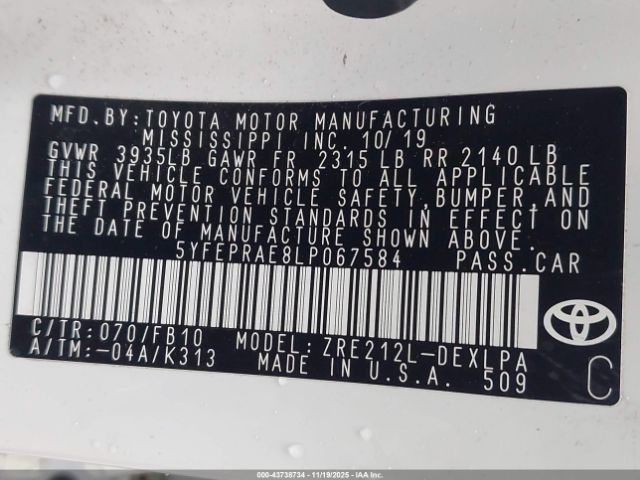 MFD.BY:TOYOTA MOTOR MANUFACTURING
MISSISSIPPI INC. 10/19
GVWR 3935LB GAWR FR 2315LB RR 2140LB
THIS VEHICLE CONFORMS TO ALL APPLICABLE
FEDERAL MOTOR VEHICLE SAFETY,BUMPER,AND
THEFT PREVENTION STANDARDS IN EFFECT ON
THE DATE OF MANUFACTURE SHOWN ABOVE.
5YFEPRAE8LP067584 PASS.CAR
C/TR:070/FB10 MODEL:ZRE212L-DEXLPA
A/TM:-04A/K313 MADE IN U.S.A. 509
C
000-43738734 - 11/19/2025 - IAA Inc.